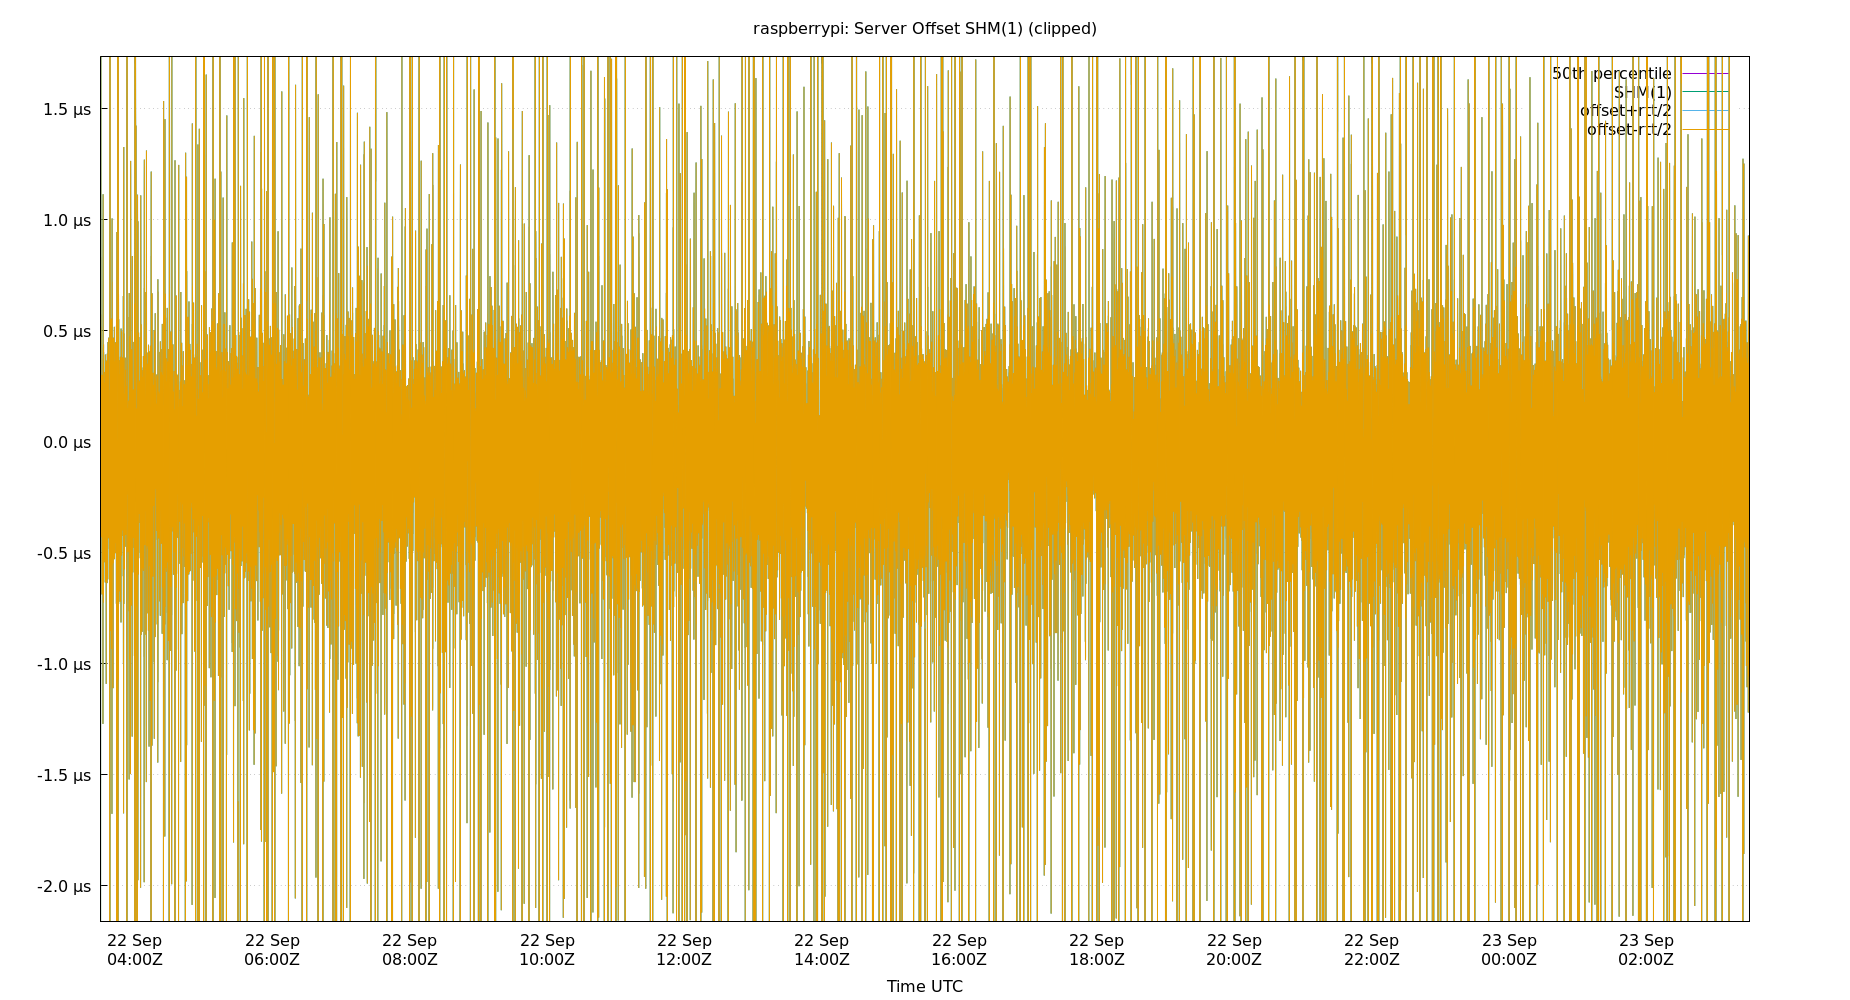 raspberrypi: Server Offset SHM(1) (clipped)
50th percentile
SHM(1)
offset+rtt/2
offset-rtt/2
1.5 µs
1.0 µs
0.5 µs
0.0 µs
-0.5 µs
-1.0 µs
-1.5 µs
-2.0 µs
22 Sep 22 Sep 22 Sep 22 Sep 22 Sep 22 Sep 22 Sep 22 Sep 22 Sep 22 Sep 23 Sep 23 Sep
04:00Z 06:00Z 08:00Z 10:00Z 12:00Z 14:00Z 16:00Z 18:00Z 20:00Z 22:00Z 00:00Z 02:00Z
Time UTC